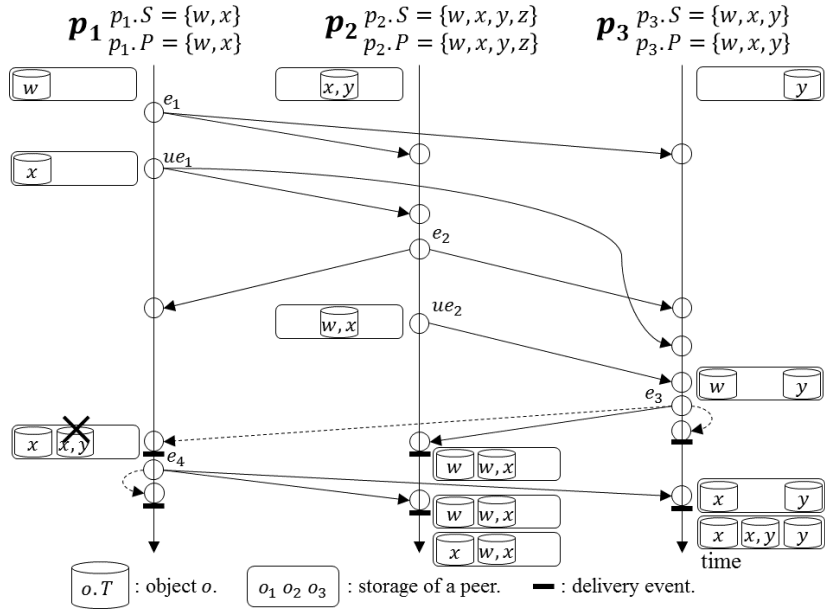 p₁ p₁.S = {w, x}
p₁.P = {w, x}
p₂ p₂.S = {w, x, y, z}
p₂.P = {w, x, y, z}
p₃ p₃.S = {w, x, y}
p₃.P = {w, x, y}
w
x, y
y
e₁
x
ue₁
e₂
w, x
ue₂
w
y
e₃
x
x, y
e₄
w
w, x
x
y
w
w, x
x
x, y
y
x
w, x
time
o.T : object o.
o₁ o₂ o₃ : storage of a peer.
: delivery event.